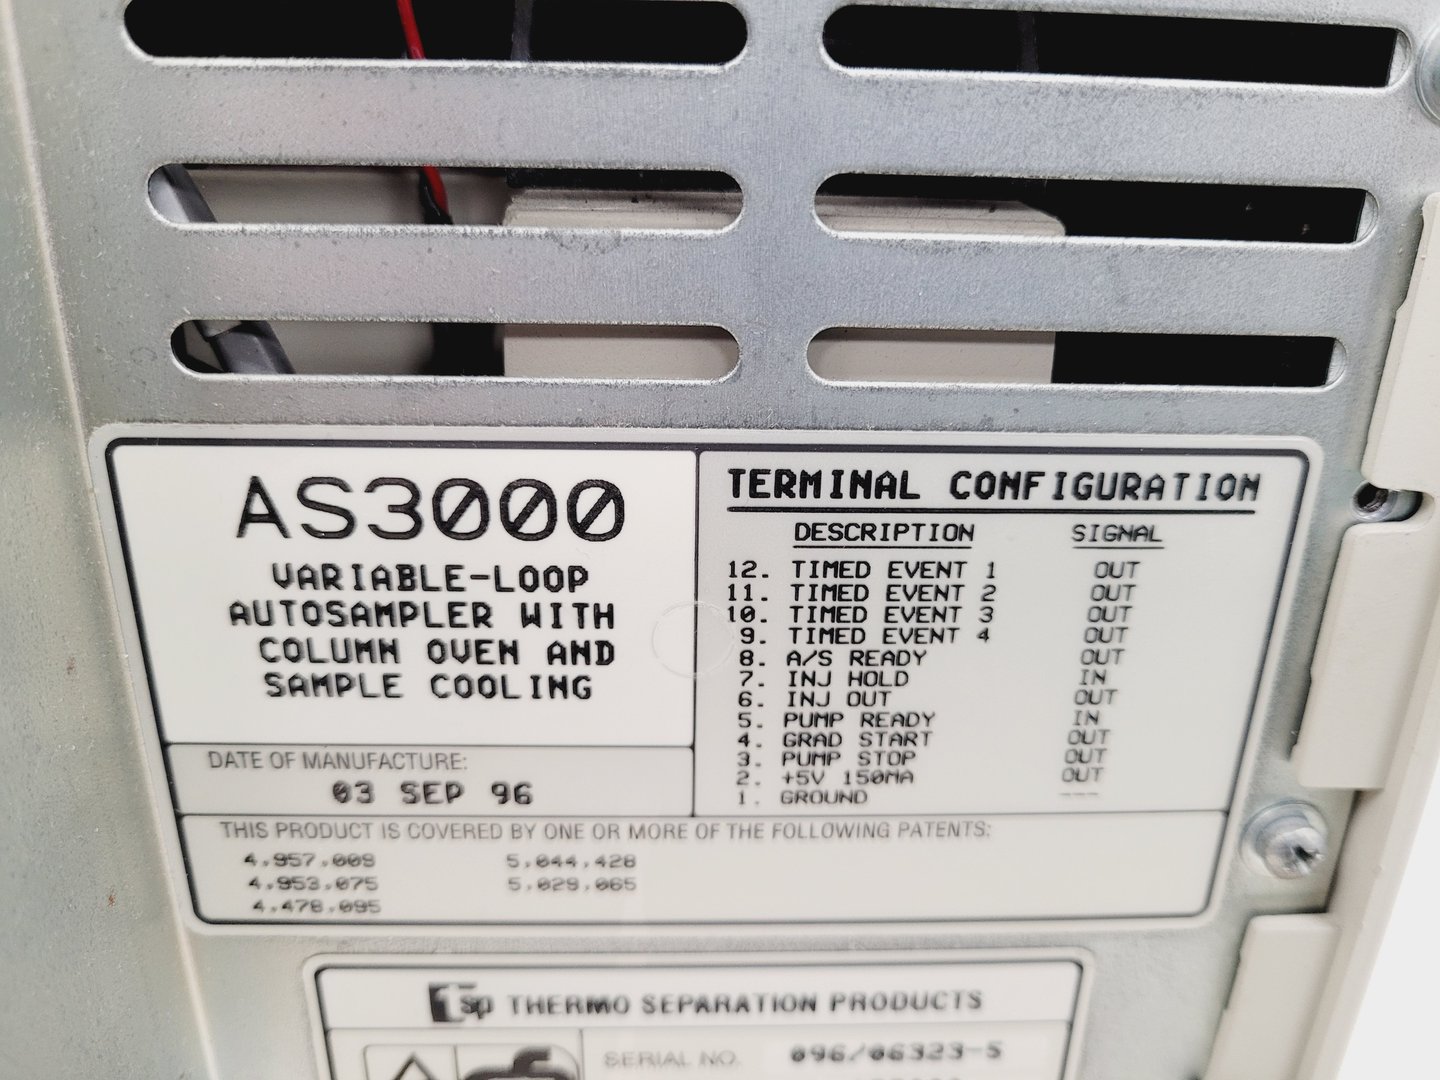 AS3000
VARIABLE-LOOP
AUTOSAMPLER WITH
COLUMN OVEN AND
SAMPLE COOLING
DATE OF MANUFACTURE:
03 SEP 96
TERMINAL CONFIGURATION
DESCRIPTION SIGNAL
12. TIMED EVENT 1 OUT
11. TIMED EVENT 2 OUT
10. TIMED EVENT 3 OUT
9. TIMED EVENT 4 OUT
8. A/S READY OUT
7. INJ HOLD IN
6. INJ OUT OUT
5. PUMP READY IN
4. GRAD START OUT
3. PUMP STOP OUT
2. +5V 150MA OUT
1. GROUND ---
THIS PRODUCT IS COVERED BY ONE OR MORE OF THE FOLLOWING PATENTS:
4,957,009 5,044,428
4,953,075 5,029,065
4,478,095
tsp THERMO SEPARATION PRODUCTS
SERIAL NO. 096/06323-5